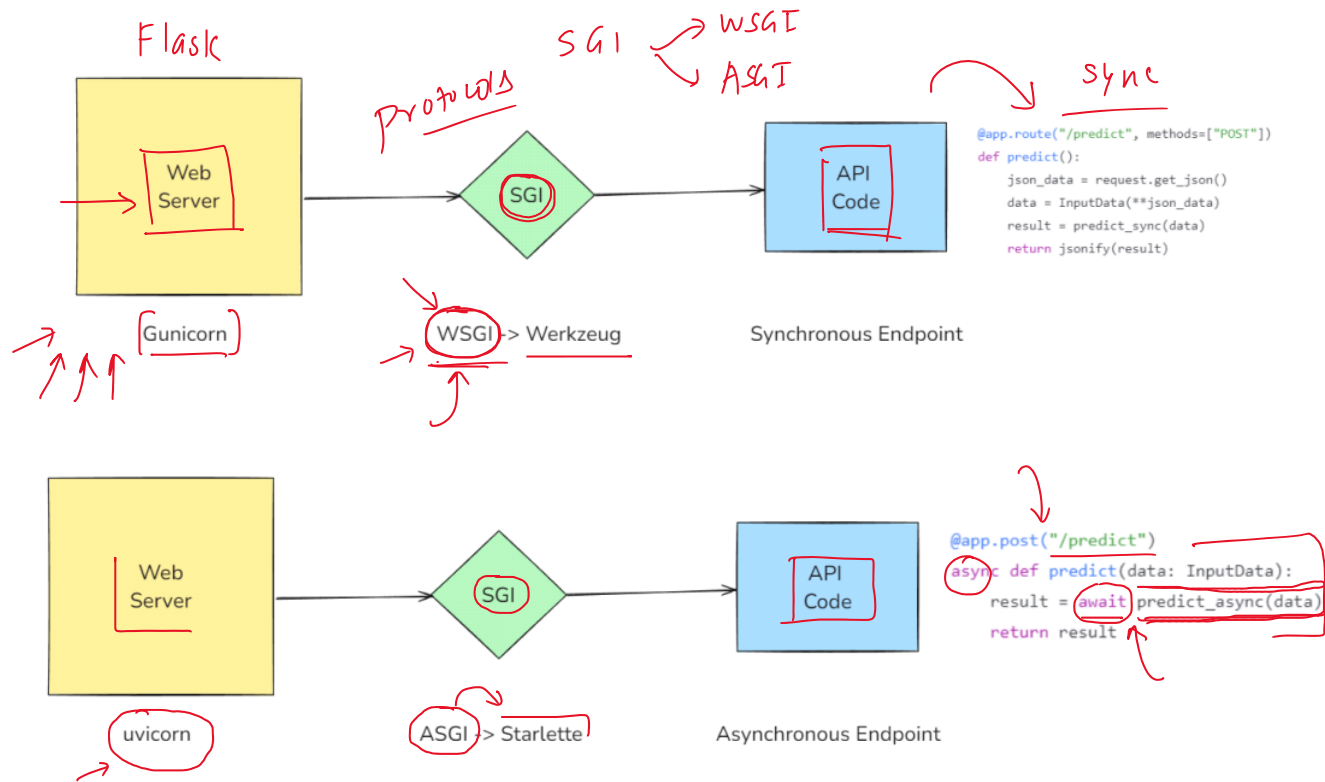 Flask
SGI
WSGI
ASGI
Protocols
Sync
Web
Server
SGI
API
Code
@app.route("/predict", methods=["POST"])
def predict():
    json_data = request.get_json()
    data = InputData(**json_data)
    result = predict_sync(data)
    return jsonify(result)
Gunicorn
WSGI -> Werkzeug
Synchronous Endpoint
Web
Server
SGI
API
Code
@app.post("/predict")
async def predict(data: InputData):
    result = await predict_async(data)
    return result
uvicorn
ASGI -> Starlette
Asynchronous Endpoint